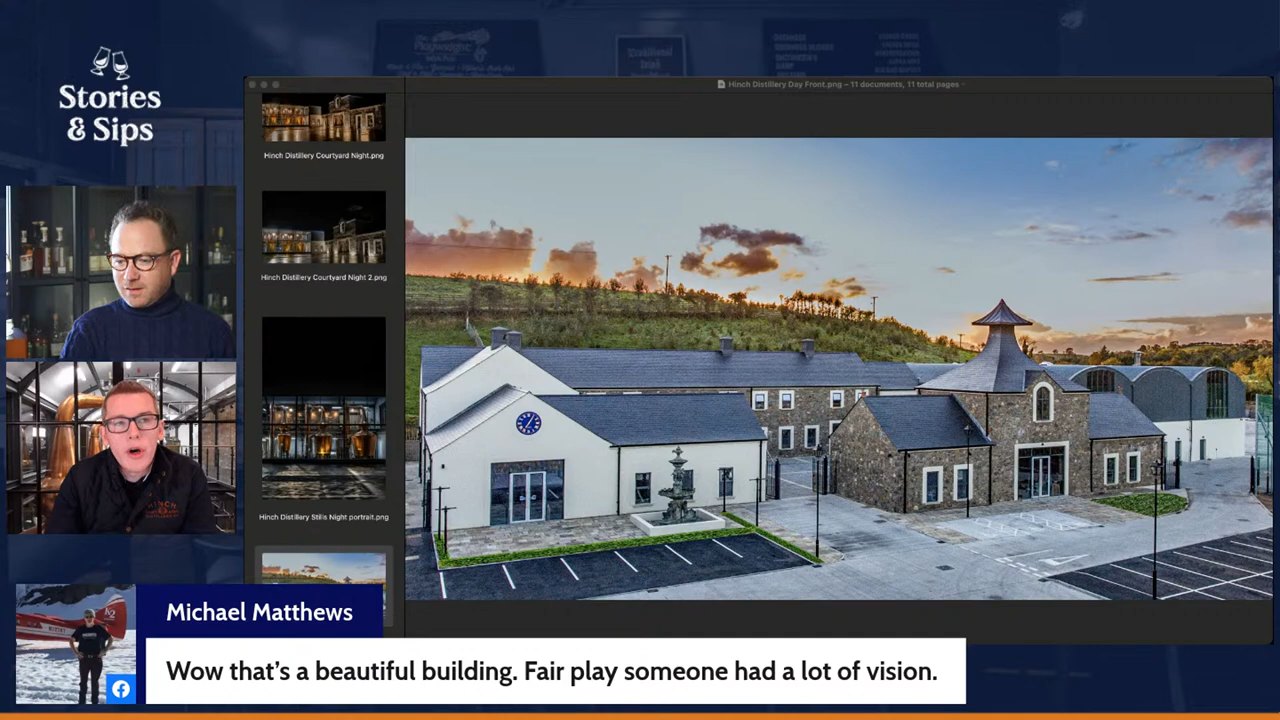 Stories
& Sips
Hinch Distillery Day Front.png – 11 documents, 11 total pages
Hinch Distillery Courtyard Night.png
Hinch Distillery Courtyard Night 2.png
Hinch Distillery Stills Night portrait.png
HINCH
Michael Matthews
Wow that's a beautiful building. Fair play someone had a lot of vision.